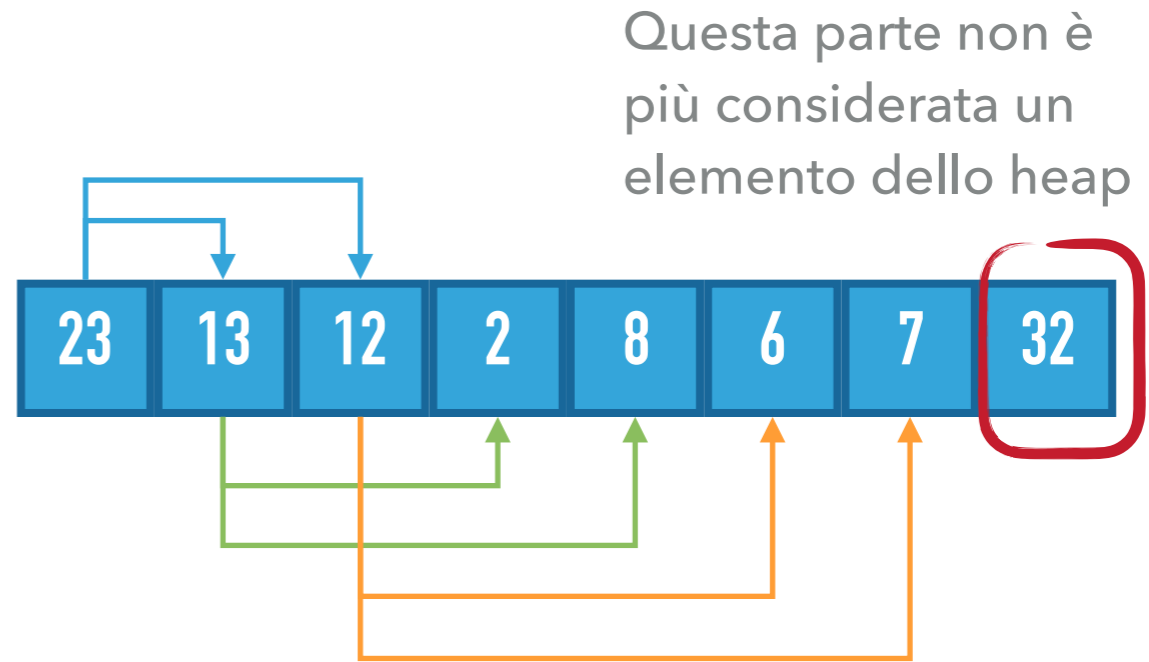 Questa parte non è
più considerata un
elemento dello heap
23 13 12 2 8 6 7 32